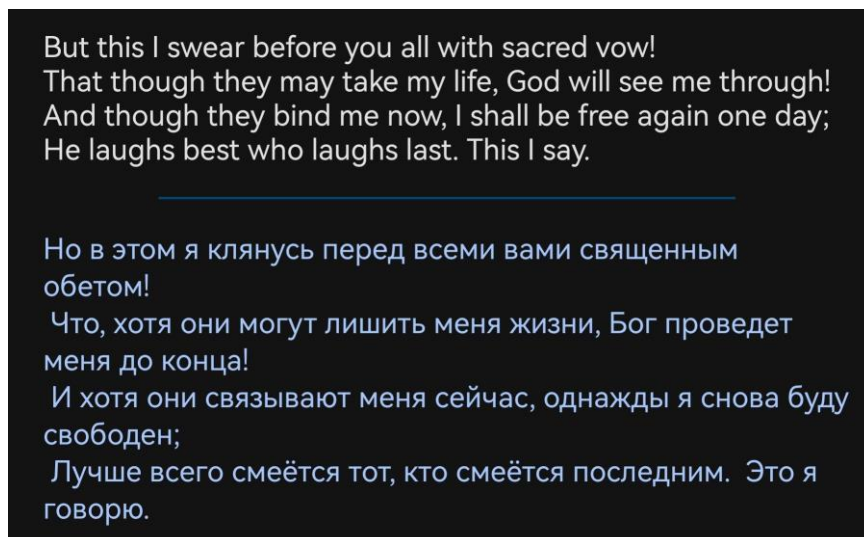 But this I swear before you all with sacred vow!
That though they may take my life, God will see me through!
And though they bind me now, I shall be free again one day;
He laughs best who laughs last. This I say.
Но в этом я клянусь перед всеми вами священным
обетом!
Что, хотя они могут лишить меня жизни, Бог проведет
меня до конца!
И хотя они связывают меня сейчас, однажды я снова буду
свободен;
Лучше всего смеётся тот, кто смеётся последним. Это я
говорю.